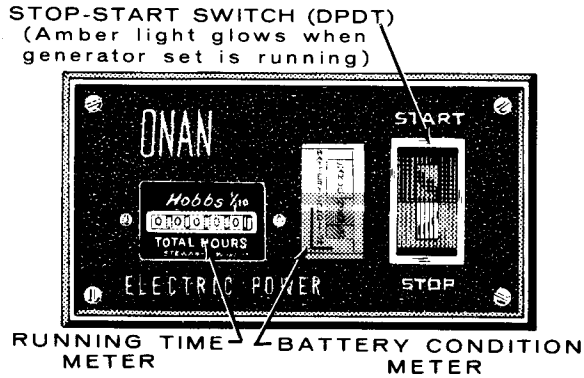 STOP-START SWITCH (DPDT)
(Amber light glows when
generator set is running)
ONAN
START
Hobbs 1/10
TOTAL HOURS
ELECTRIC POWER
STOP
RUNNING TIME METER
BATTERY CONDITION METER